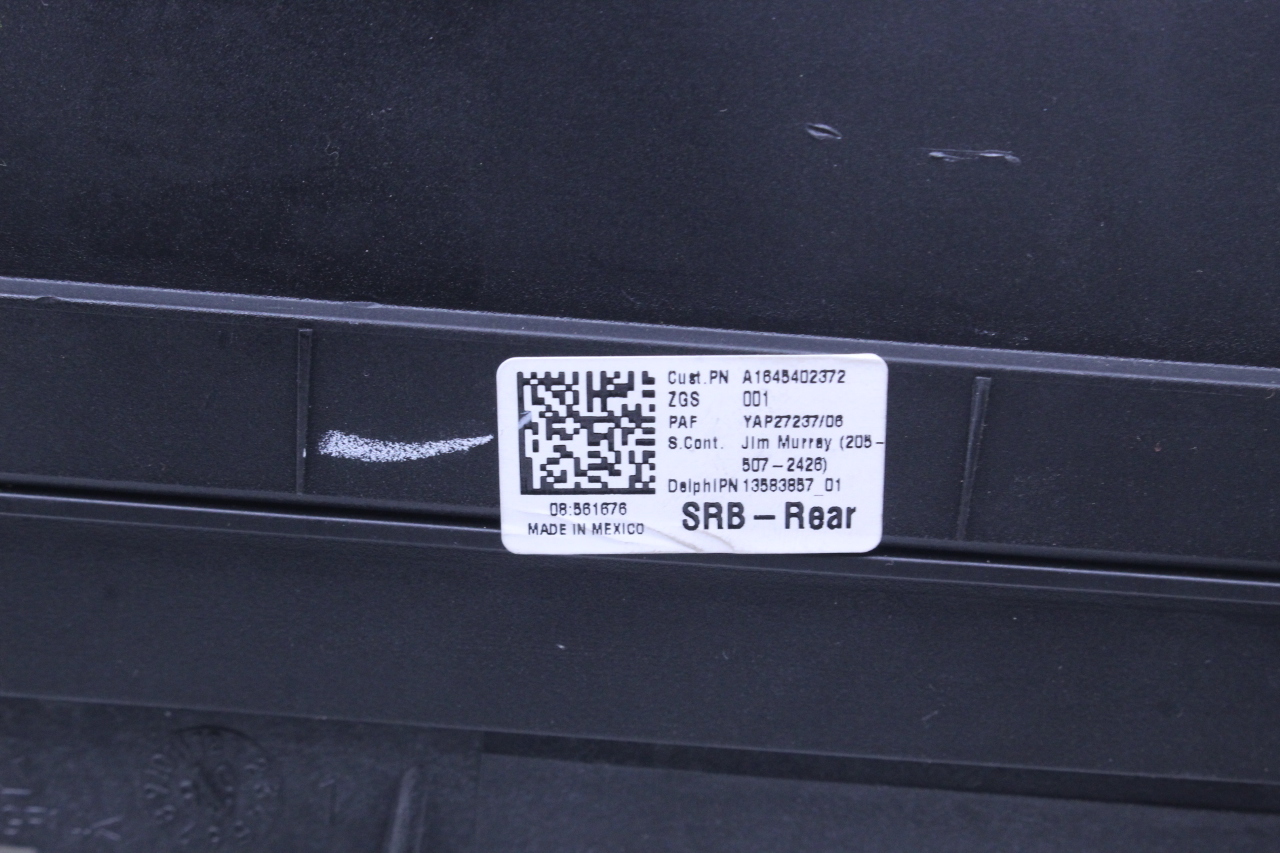 Cust.PN A1645402372
ZGS 001
PAF YAP27237/06
S.Cont. Jim Murray (205-
507-2426)
DelphiPN 13583857_01
08:561676
MADE IN MEXICO
SRB-Rear